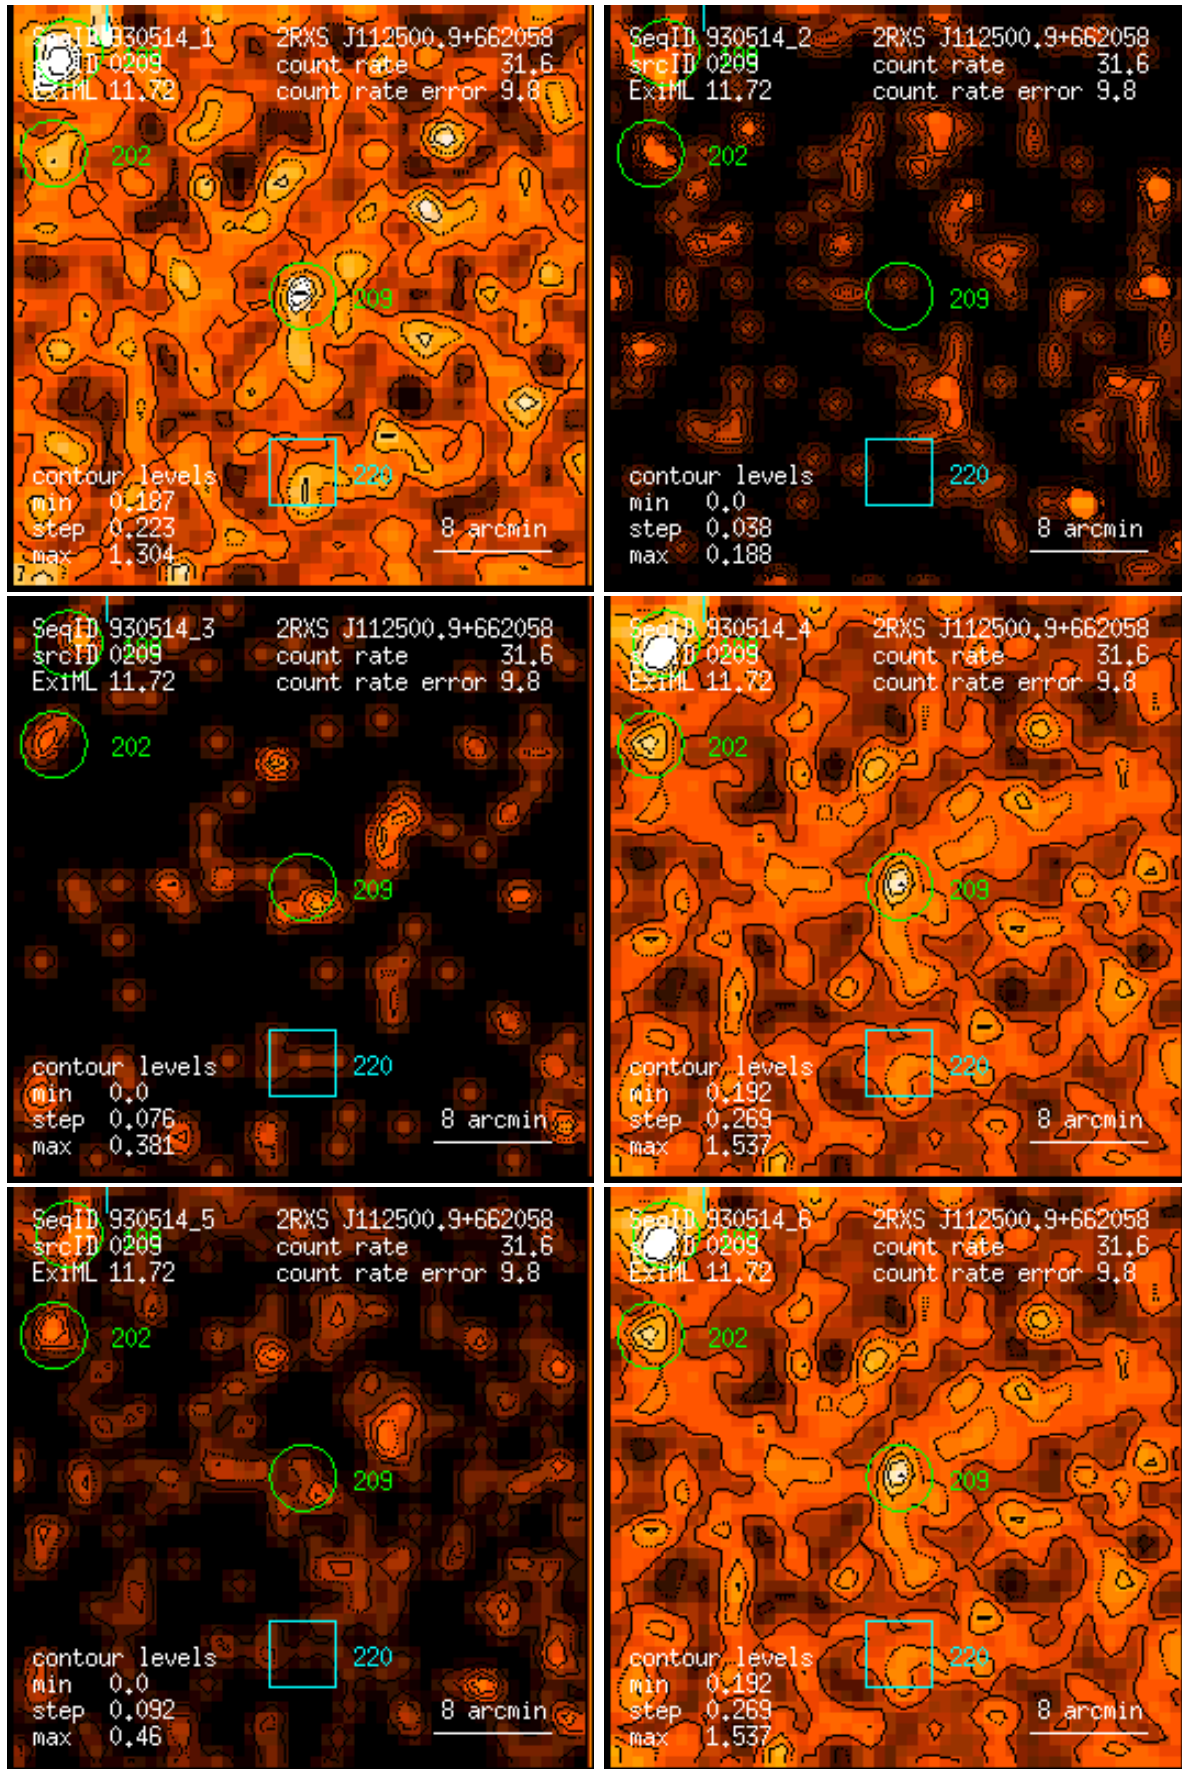 SeqID 930514_1 2RXS J112500.9+662058
srcID 0209 count rate 31.6
ExiML 11.72 count rate error 9.8
202
209
220
contour levels
min 0.187
step 0.223 8 arcmin
max 1.304
SeqID 930514_2 2RXS J112500.9+662058
srcID 0209 count rate 31.6
ExiML 11.72 count rate error 9.8
202
209
220
contour levels
min 0.0
step 0.038 8 arcmin
max 0.188
SeqID 930514_3 2RXS J112500.9+662058
srcID 0209 count rate 31.6
ExiML 11.72 count rate error 9.8
202
209
220
contour levels
min 0.0
step 0.076 8 arcmin
max 0.381
SeqID 930514_4 2RXS J112500.9+662058
srcID 0209 count rate 31.6
ExiML 11.72 count rate error 9.8
202
209
220
contour levels
min 0.192
step 0.269 8 arcmin
max 1.537
SeqID 930514_5 2RXS J112500.9+662058
srcID 0209 count rate 31.6
ExiML 11.72 count rate error 9.8
202
209
220
contour levels
min 0.0
step 0.092 8 arcmin
max 0.46
SeqID 930514_6 2RXS J112500.9+662058
srcID 0209 count rate 31.6
ExiML 11.72 count rate error 9.8
202
209
220
contour levels
min 0.192
step 0.269 8 arcmin
max 1.537